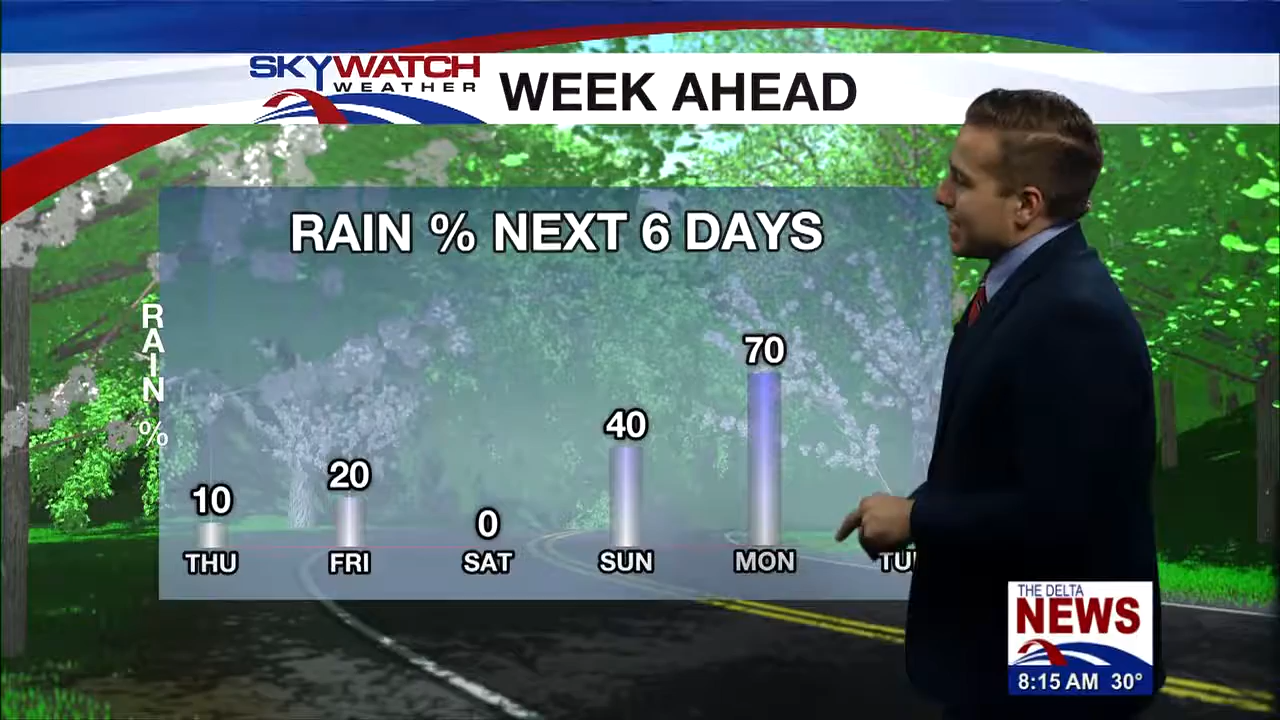 SKYWATCH
WEATHER
WEEK AHEAD
RAIN % NEXT 6 DAYS
RAIN %
10
20
0
40
70
THU
FRI
SAT
SUN
MON
THE DELTA
NEWS
8:15 AM 30°